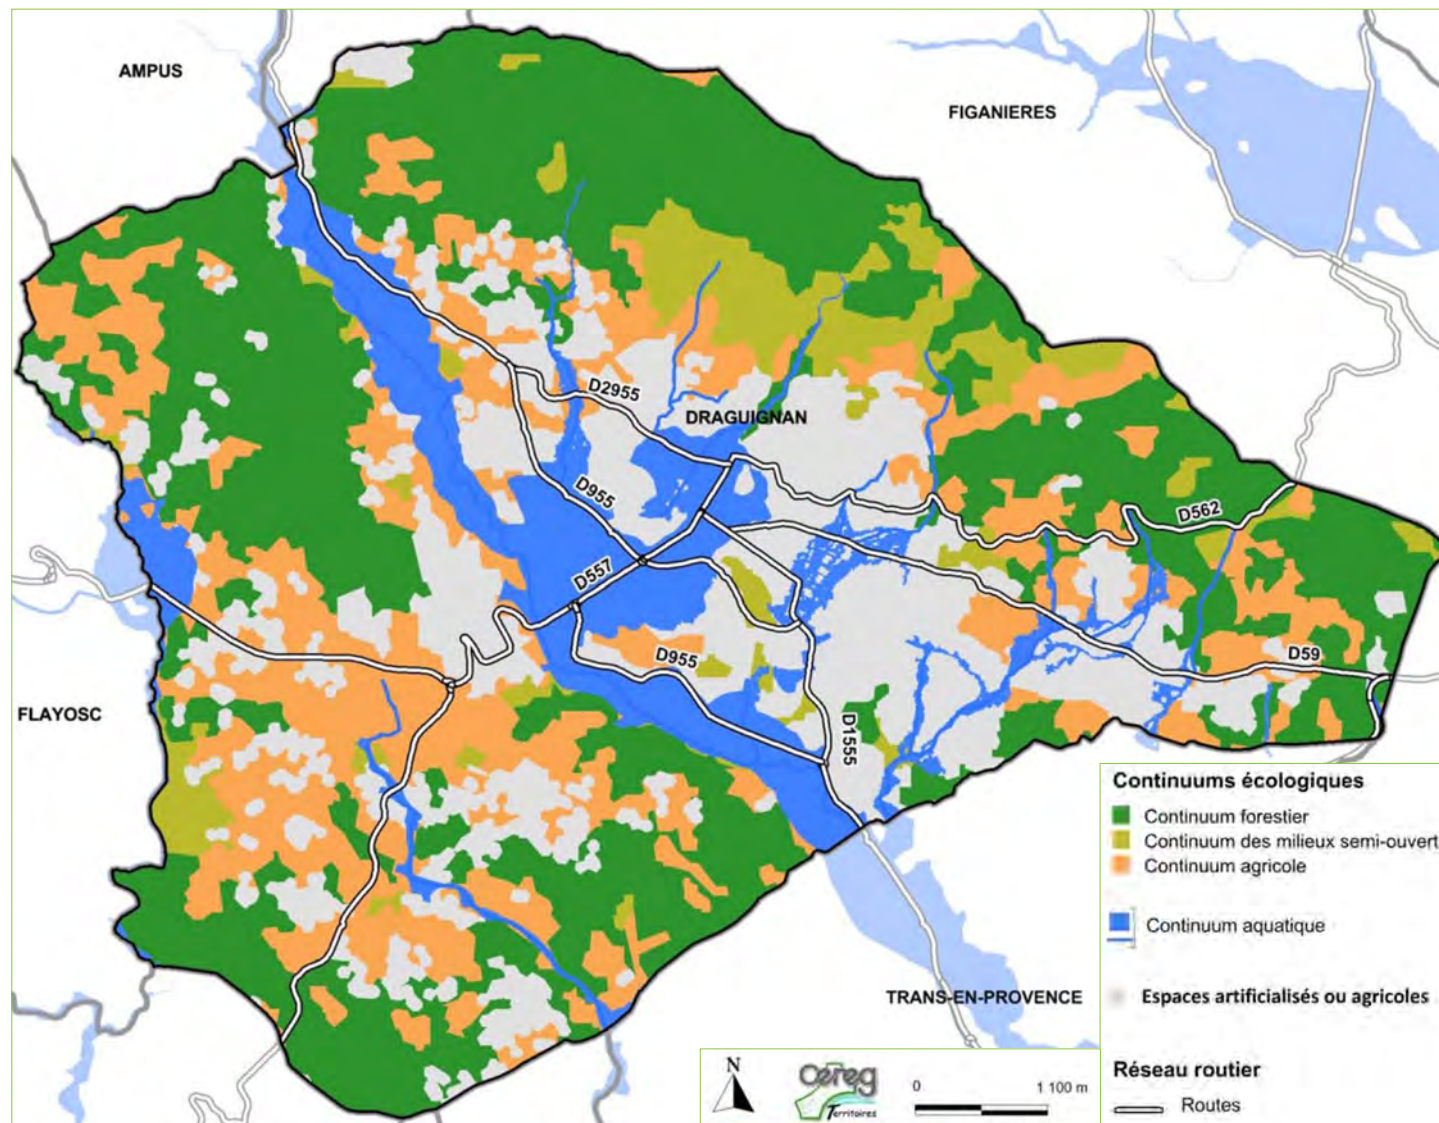 AMPUS
FIGANIERES
D2955
DRAGUIGNAN
D955
D562
D557
D955
D59
FLAYOSC
D1555
TRANS-EN-PROVENCE
Continuums écologiques
Continuum forestier
Continuum des milieux semi-ouvert
Continuum agricole
Continuum aquatique
Espaces artificialisés ou agricoles
Réseau routier
Routes
N
Cereg
Territoires
0 1 100 m